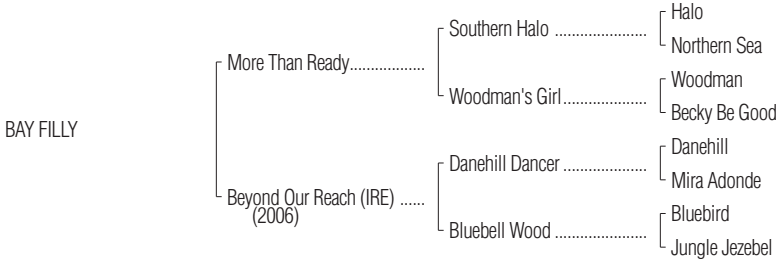 Halo
Southern Halo ......................
Northern Sea
More Than Ready..................
Woodman
Woodman's Girl....................
Becky Be Good
BAY FILLY
Danehill
Danehill Dancer ....................
Mira Adonde
Beyond Our Reach (IRE) ......
(2006)
Bluebird
Bluebell Wood ......................
Jungle Jezebel